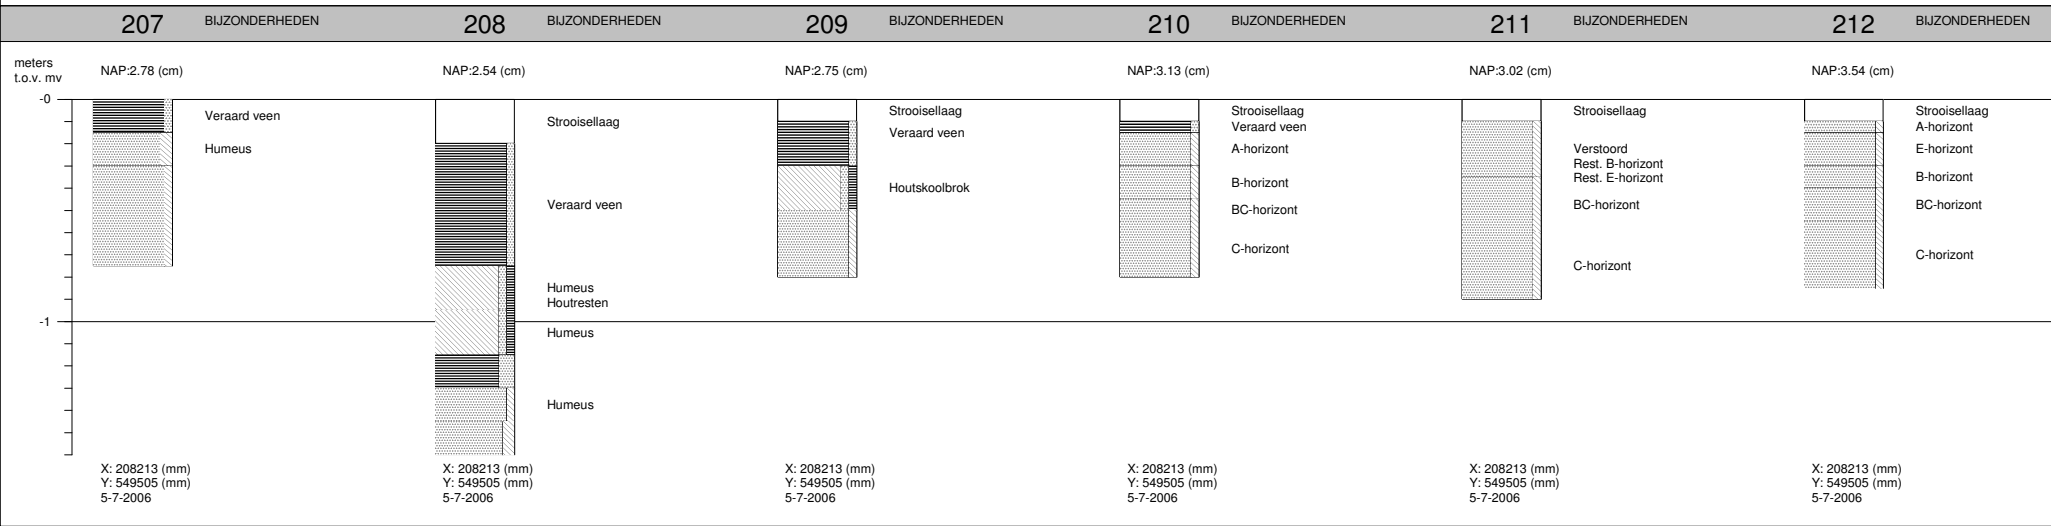 207 BIJZONDERHEDEN 208 BIJZONDERHEDEN 209 BIJZONDERHEDEN 210 BIJZONDERHEDEN 211 BIJZONDERHEDEN 212 BIJZONDERHEDEN
meters
t.o.v. mv
NAP:2.78 (cm) NAP:2.54 (cm) NAP:2.75 (cm) NAP:3.13 (cm) NAP:3.02 (cm) NAP:3.54 (cm)
-0
-1
Veraard veen
Humeus
X: 208213 (mm)
Y: 549505 (mm)
5-7-2006
Strooisellaag
Veraard veen
Humeus
Houtresten
Humeus
Humeus
X: 208213 (mm)
Y: 549505 (mm)
5-7-2006
Strooisellaag
Veraard veen
Houtskoolbrok
X: 208213 (mm)
Y: 549505 (mm)
5-7-2006
Strooisellaag
Veraard veen
A-horizont
B-horizont
BC-horizont
C-horizont
X: 208213 (mm)
Y: 549505 (mm)
5-7-2006
Strooisellaag
Verstoord
Rest. B-horizont
Rest. E-horizont
BC-horizont
C-horizont
X: 208213 (mm)
Y: 549505 (mm)
5-7-2006
Strooisellaag
A-horizont
E-horizont
B-horizont
BC-horizont
C-horizont
X: 208213 (mm)
Y: 549505 (mm)
5-7-2006